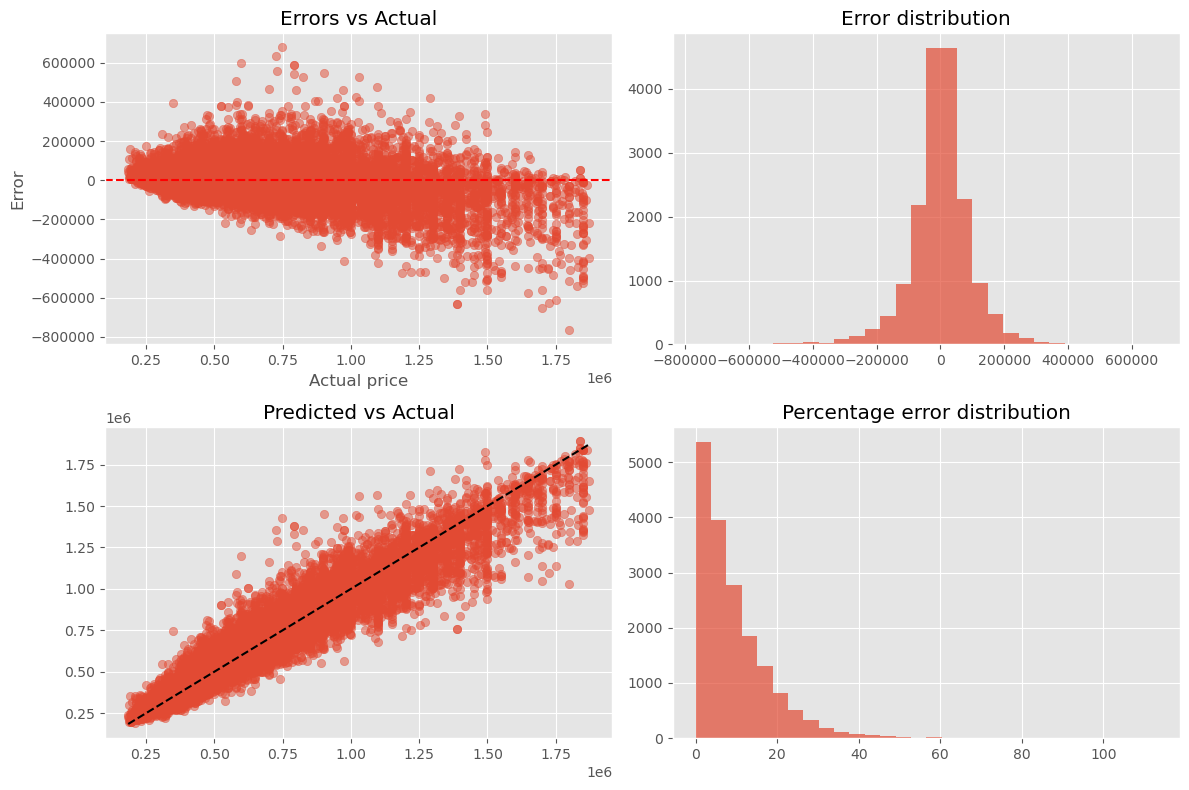 Errors vs Actual
600000
400000
200000
0
−200000
−400000
−600000
−800000
Error
0.25 0.50 0.75 1.00 1.25 1.50 1.75
1e6
Actual price
Error distribution
4000
3000
2000
1000
0
−800000 −600000 −400000 −200000 0 200000 400000 600000
Predicted vs Actual
1e6
1.75
1.50
1.25
1.00
0.75
0.50
0.25
0.25 0.50 0.75 1.00 1.25 1.50 1.75
1e6
Percentage error distribution
5000
4000
3000
2000
1000
0
0 20 40 60 80 100